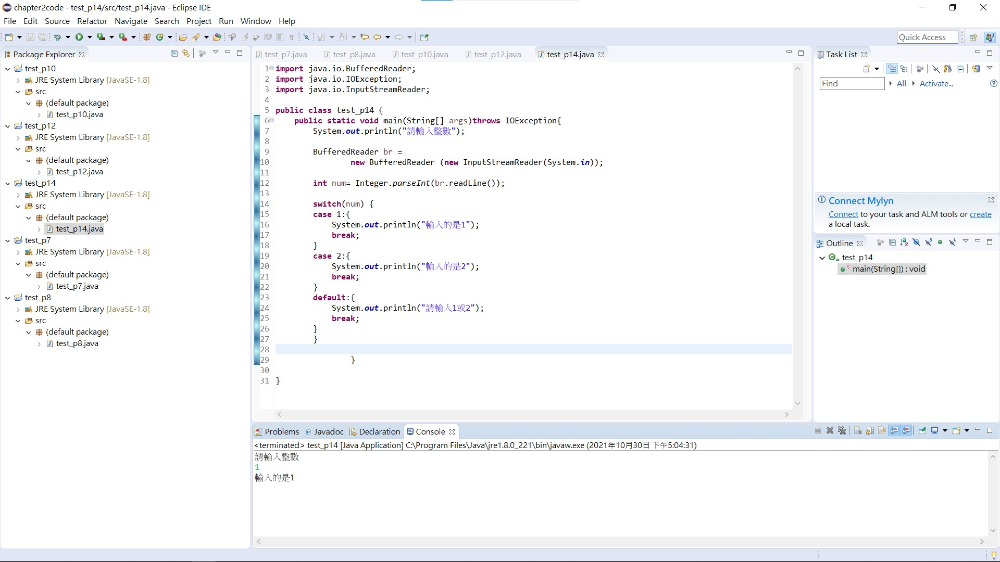 chapter2code - test_p14/src/test_p14.java - Eclipse IDE
File Edit Source Refactor Navigate Search Project Run Window Help
Quick Access
Package Explorer
test_p10
JRE System Library [JavaSE-1.8]
src
(default package)
test_p10.java
test_p12
JRE System Library [JavaSE-1.8]
src
(default package)
test_p12.java
test_p14
JRE System Library [JavaSE-1.8]
src
(default package)
test_p14.java
test_p7
JRE System Library [JavaSE-1.8]
src
(default package)
test_p7.java
test_p8
JRE System Library [JavaSE-1.8]
src
(default package)
test_p8.java
test_p7.java test_p8.java test_p10.java test_p12.java test_p14.java
1 import java.io.BufferedReader;
2 import java.io.IOException;
3 import java.io.InputStreamReader;
4
5 public class test_p14 {
6 public static void main(String[] args)throws IOException{
7 System.out.println("請輸入整數");
8
9 BufferedReader br =
10 new BufferedReader (new InputStreamReader(System.in));
11
12 int num= Integer.parseInt(br.readLine());
13
14 switch(num) {
15 case 1:{
16 System.out.println("輸入的是1");
17 break;
18 }
19 case 2:{
20 System.out.println("輸入的是2");
21 break;
22 }
23 default:{
24 System.out.println("請輸入1或2");
25 break;
26 }
27 }
28
29 }
30
31 }
Task List
Find All Activate...
Connect Mylyn
Connect to your task and ALM tools or create
a local task.
Outline
test_p14
main(String[]) : void
Problems Javadoc Declaration Console
<terminated> test_p14 [Java Application] C:\Program Files\Java\jre1.8.0_221\bin\javaw.exe (2021年10月30日 下午5:04:31)
請輸入整數
1
輸入的是1